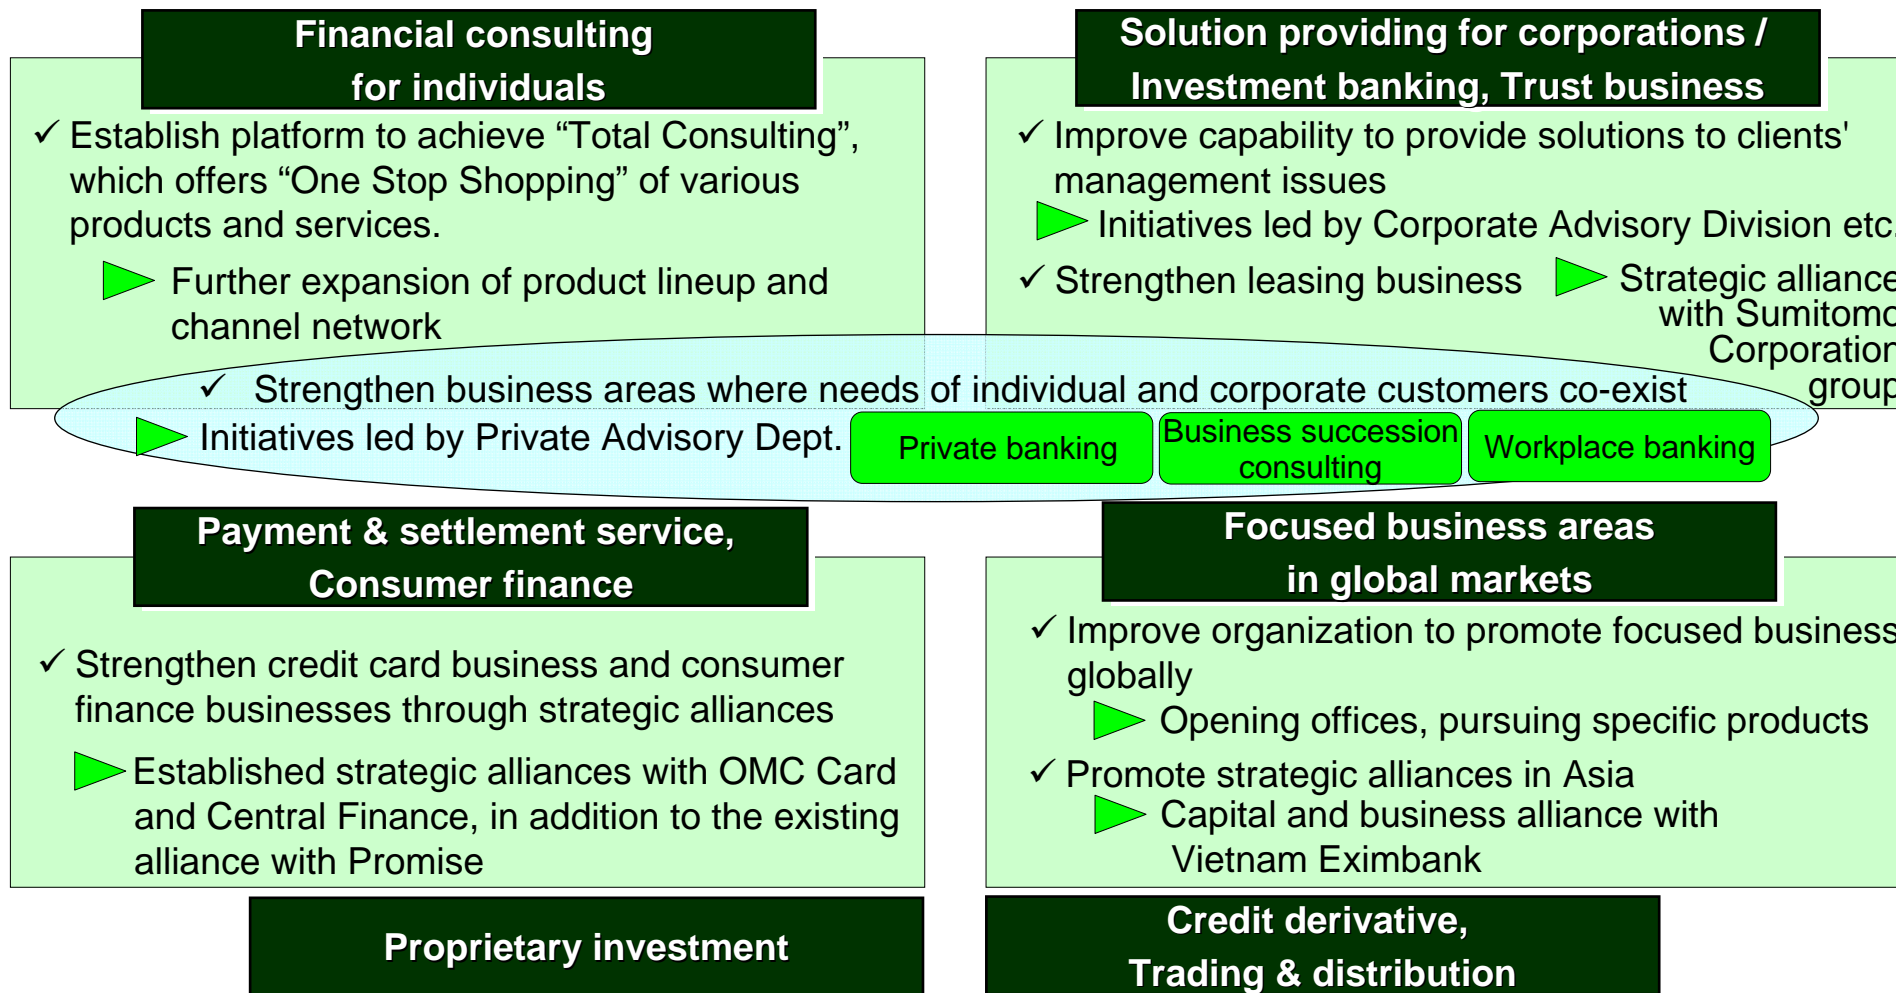 Financial consulting
for individuals
✓ Establish platform to achieve “Total Consulting”,
which offers “One Stop Shopping” of various
products and services.
Further expansion of product lineup and
channel network
Solution providing for corporations /
Investment banking, Trust business
✓ Improve capability to provide solutions to clients'
management issues
Initiatives led by Corporate Advisory Division etc.
✓ Strengthen leasing business
Strategic alliance
with Sumitomo
Corporation
group
✓ Strengthen business areas where needs of individual and corporate customers co-exist
Initiatives led by Private Advisory Dept.
Private banking
Business succession
consulting
Workplace banking
Payment & settlement service,
Consumer finance
✓ Strengthen credit card business and consumer
finance businesses through strategic alliances
Established strategic alliances with OMC Card
and Central Finance, in addition to the existing
alliance with Promise
Focused business areas
in global markets
✓ Improve organization to promote focused business
globally
Opening offices, pursuing specific products
✓ Promote strategic alliances in Asia
Capital and business alliance with
Vietnam Eximbank
Proprietary investment
Credit derivative,
Trading & distribution